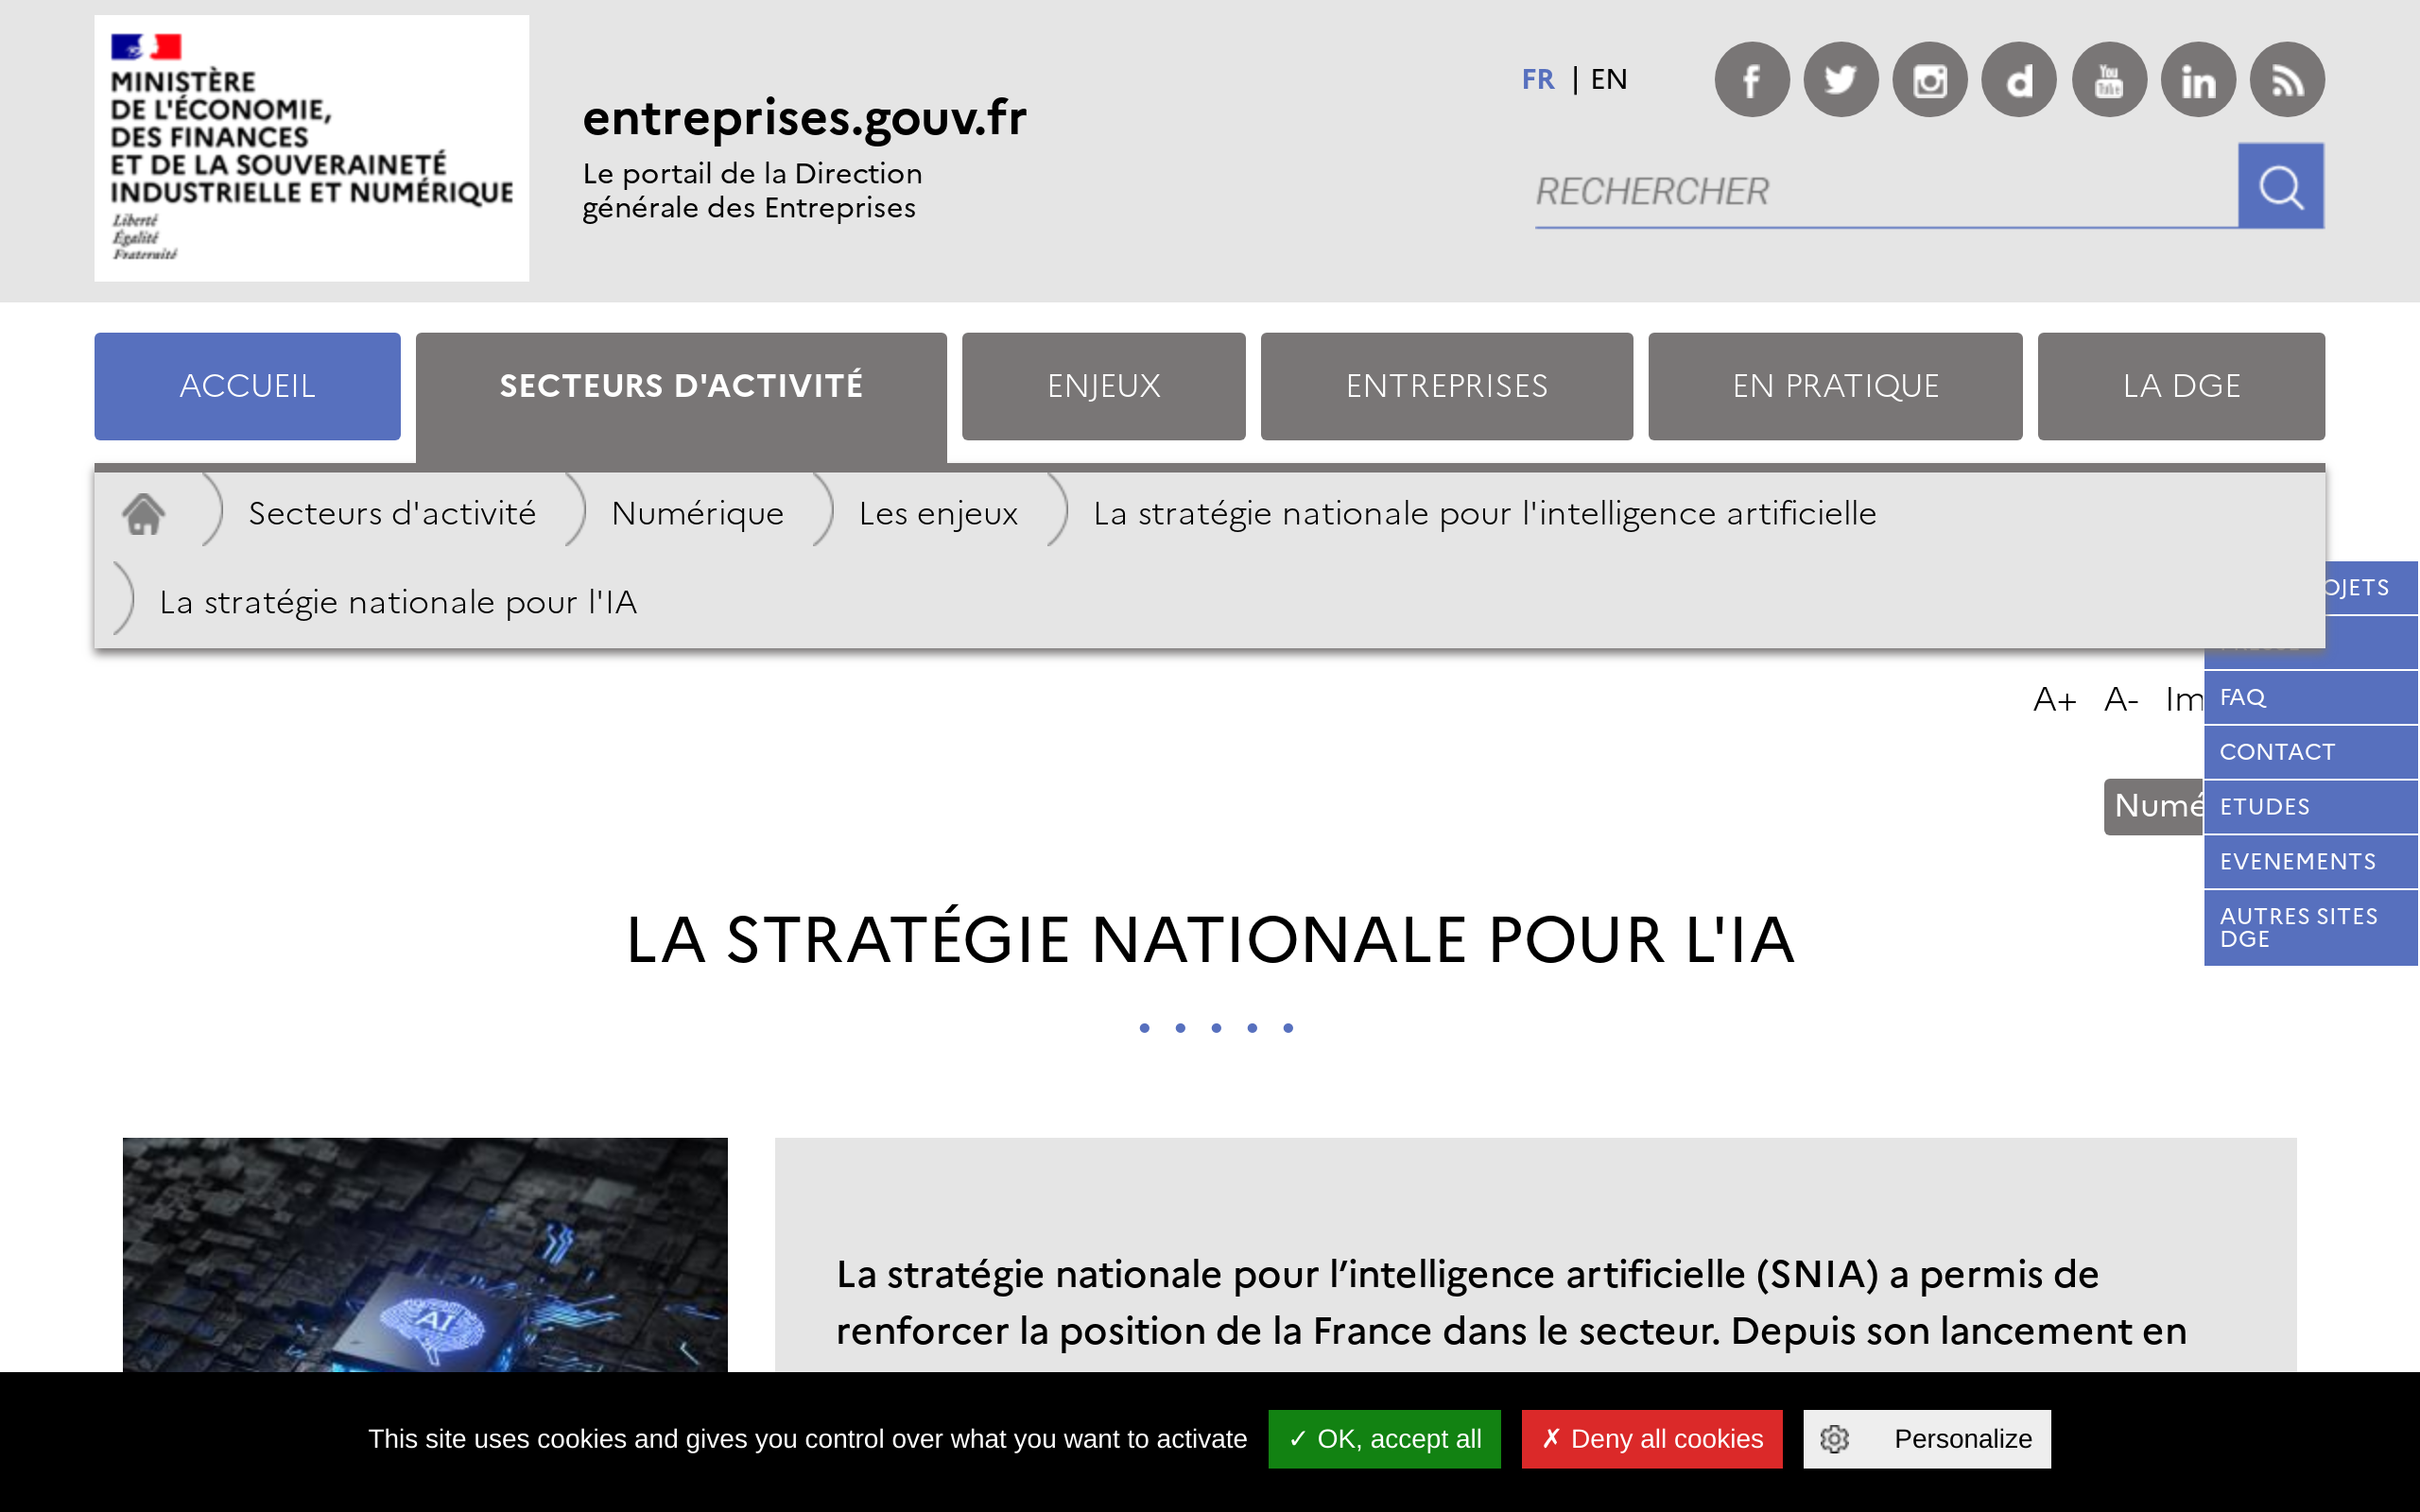 MINISTÈRE
DE L'ÉCONOMIE,
DES FINANCES
ET DE LA SOUVERAINETÉ
INDUSTRIELLE ET NUMÉRIQUE
Liberté
Égalité
Fraternité
entreprises.gouv.fr
Le portail de la Direction
générale des Entreprises
FR | EN
You
Tube
RECHERCHER
ACCUEIL
SECTEURS D'ACTIVITÉ
ENJEUX
ENTREPRISES
EN PRATIQUE
LA DGE
Secteurs d'activité
Numérique
Les enjeux
La stratégie nationale pour l'intelligence artificielle
La stratégie nationale pour l'IA
OJETS
A+ A- Im
FAQ
CONTACT
Numé
ETUDES
EVENEMENTS
AUTRES SITES
DGE
LA STRATÉGIE NATIONALE POUR L'IA
AI
La stratégie nationale pour l’intelligence artificielle (SNIA) a permis de
renforcer la position de la France dans le secteur. Depuis son lancement en
This site uses cookies and gives you control over what you want to activate
✓ OK, accept all
✗ Deny all cookies
Personalize